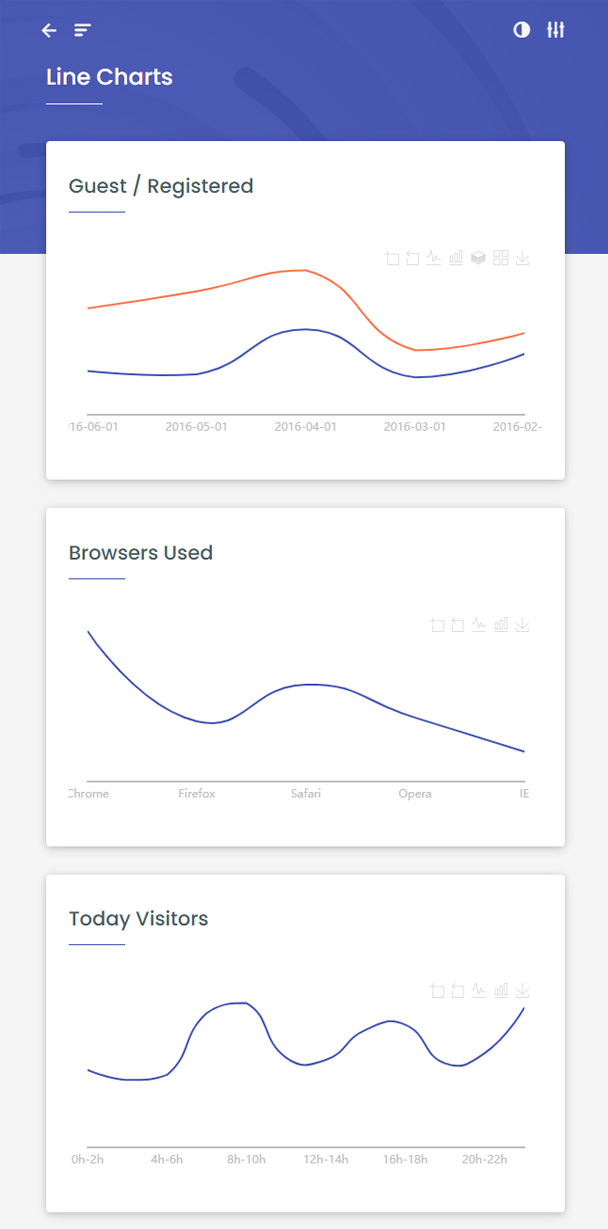 Line Charts
Guest / Registered
16-06-01 2016-05-01 2016-04-01 2016-03-01 2016-02-
Browsers Used
Chrome Firefox Safari Opera IE
Today Visitors
0h-2h 4h-6h 8h-10h 12h-14h 16h-18h 20h-22h